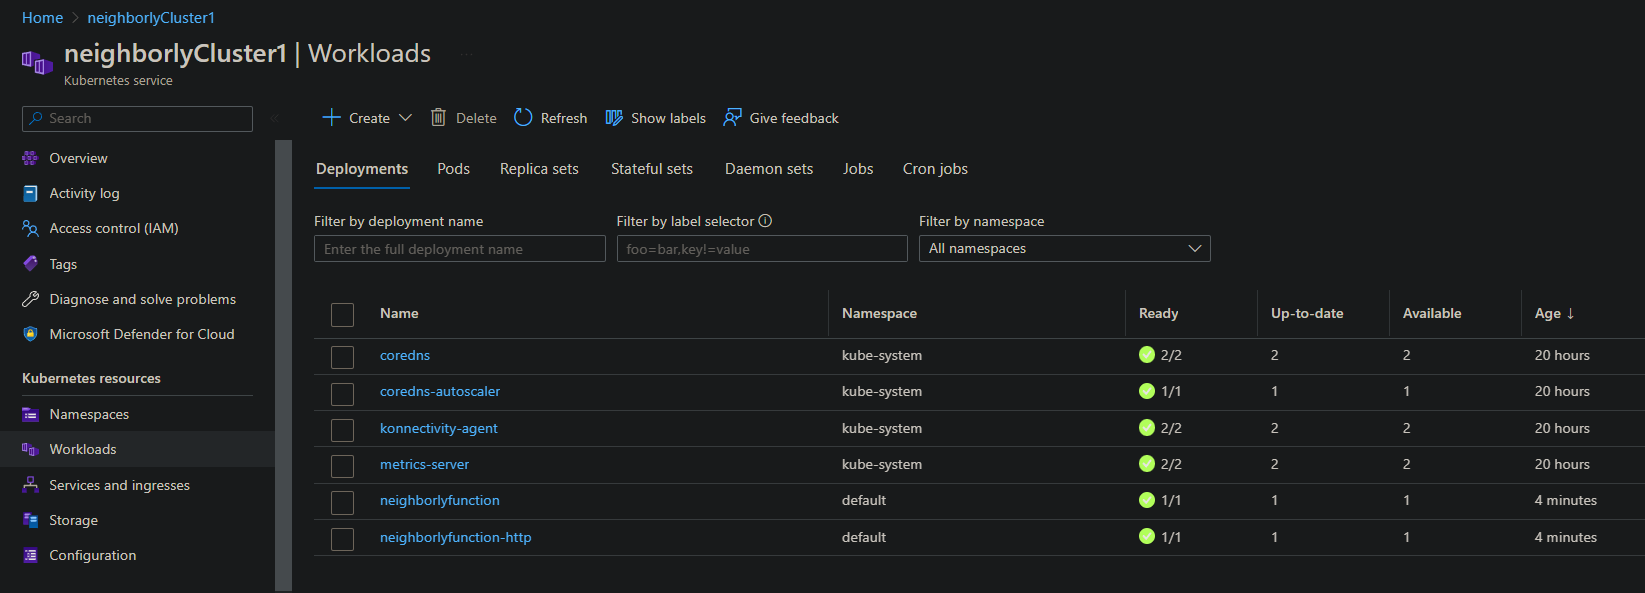 Home > neighborlyCluster1
neighborlyCluster1 | Workloads ...
Kubernetes service
Search
Create Delete Refresh Show labels Give feedback
Overview
Activity log
Access control (IAM)
Tags
Diagnose and solve problems
Microsoft Defender for Cloud
Kubernetes resources
Namespaces
Workloads
Services and ingresses
Storage
Configuration
Deployments Pods Replica sets Stateful sets Daemon sets Jobs Cron jobs
Filter by deployment name Filter by label selector Filter by namespace
Enter the full deployment name foo=bar,key!=value All namespaces
Name Namespace Ready Up-to-date Available Age ↓
coredns kube-system 2/2 2 2 20 hours
coredns-autoscaler kube-system 1/1 1 1 20 hours
konnectivity-agent kube-system 2/2 2 2 20 hours
metrics-server kube-system 2/2 2 2 20 hours
neighborlyfunction default 1/1 1 1 4 minutes
neighborlyfunction-http default 1/1 1 1 4 minutes